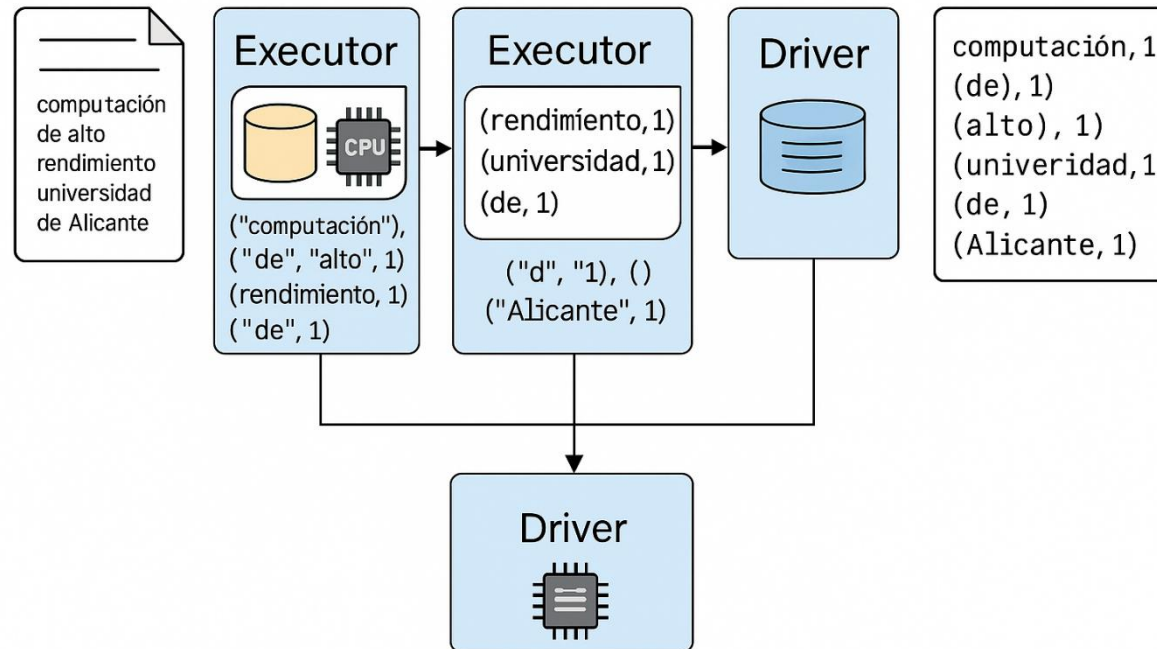 computación
de alto
rendimiento
universidad
de Alicante
Executor
CPU
("computación"),
("de", "alto", 1)
(rendimiento, 1)
("de", 1)
Executor
(rendimiento, 1)
(universidad, 1)
(de, 1)
("d", "1), ()
("Alicante", 1)
Driver
computación, 1
(de), 1)
(alto), 1)
(univeridad, 1
(de, 1)
(Alicante, 1)
Driver